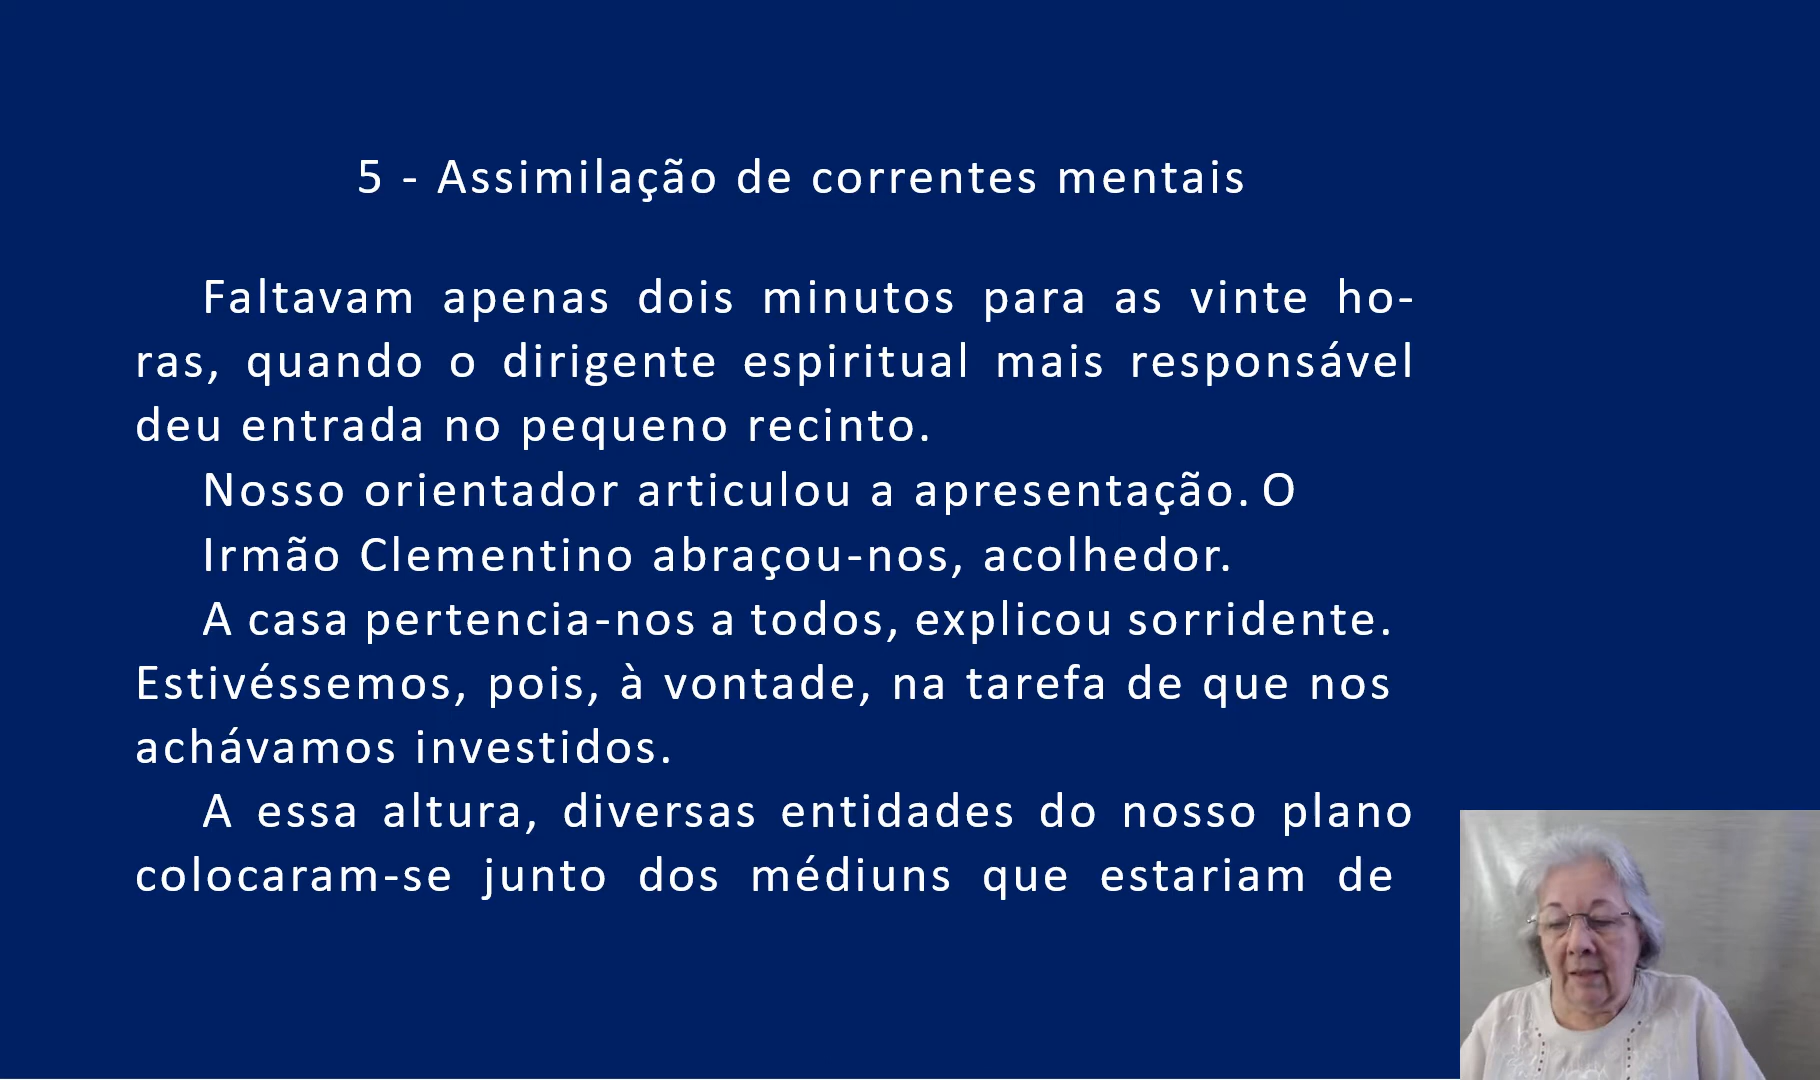 5 - Assimilação de correntes mentais
Faltavam apenas dois minutos para as vinte ho-
ras, quando o dirigente espiritual mais responsável
deu entrada no pequeno recinto.
Nosso orientador articulou a apresentação. O
Irmão Clementino abraçou-nos, acolhedor.
A casa pertencia-nos a todos, explicou sorridente.
Estivéssemos, pois, à vontade, na tarefa de que nos
achávamos investidos.
A essa altura, diversas entidades do nosso plano
colocaram-se junto dos médiuns que estariam de